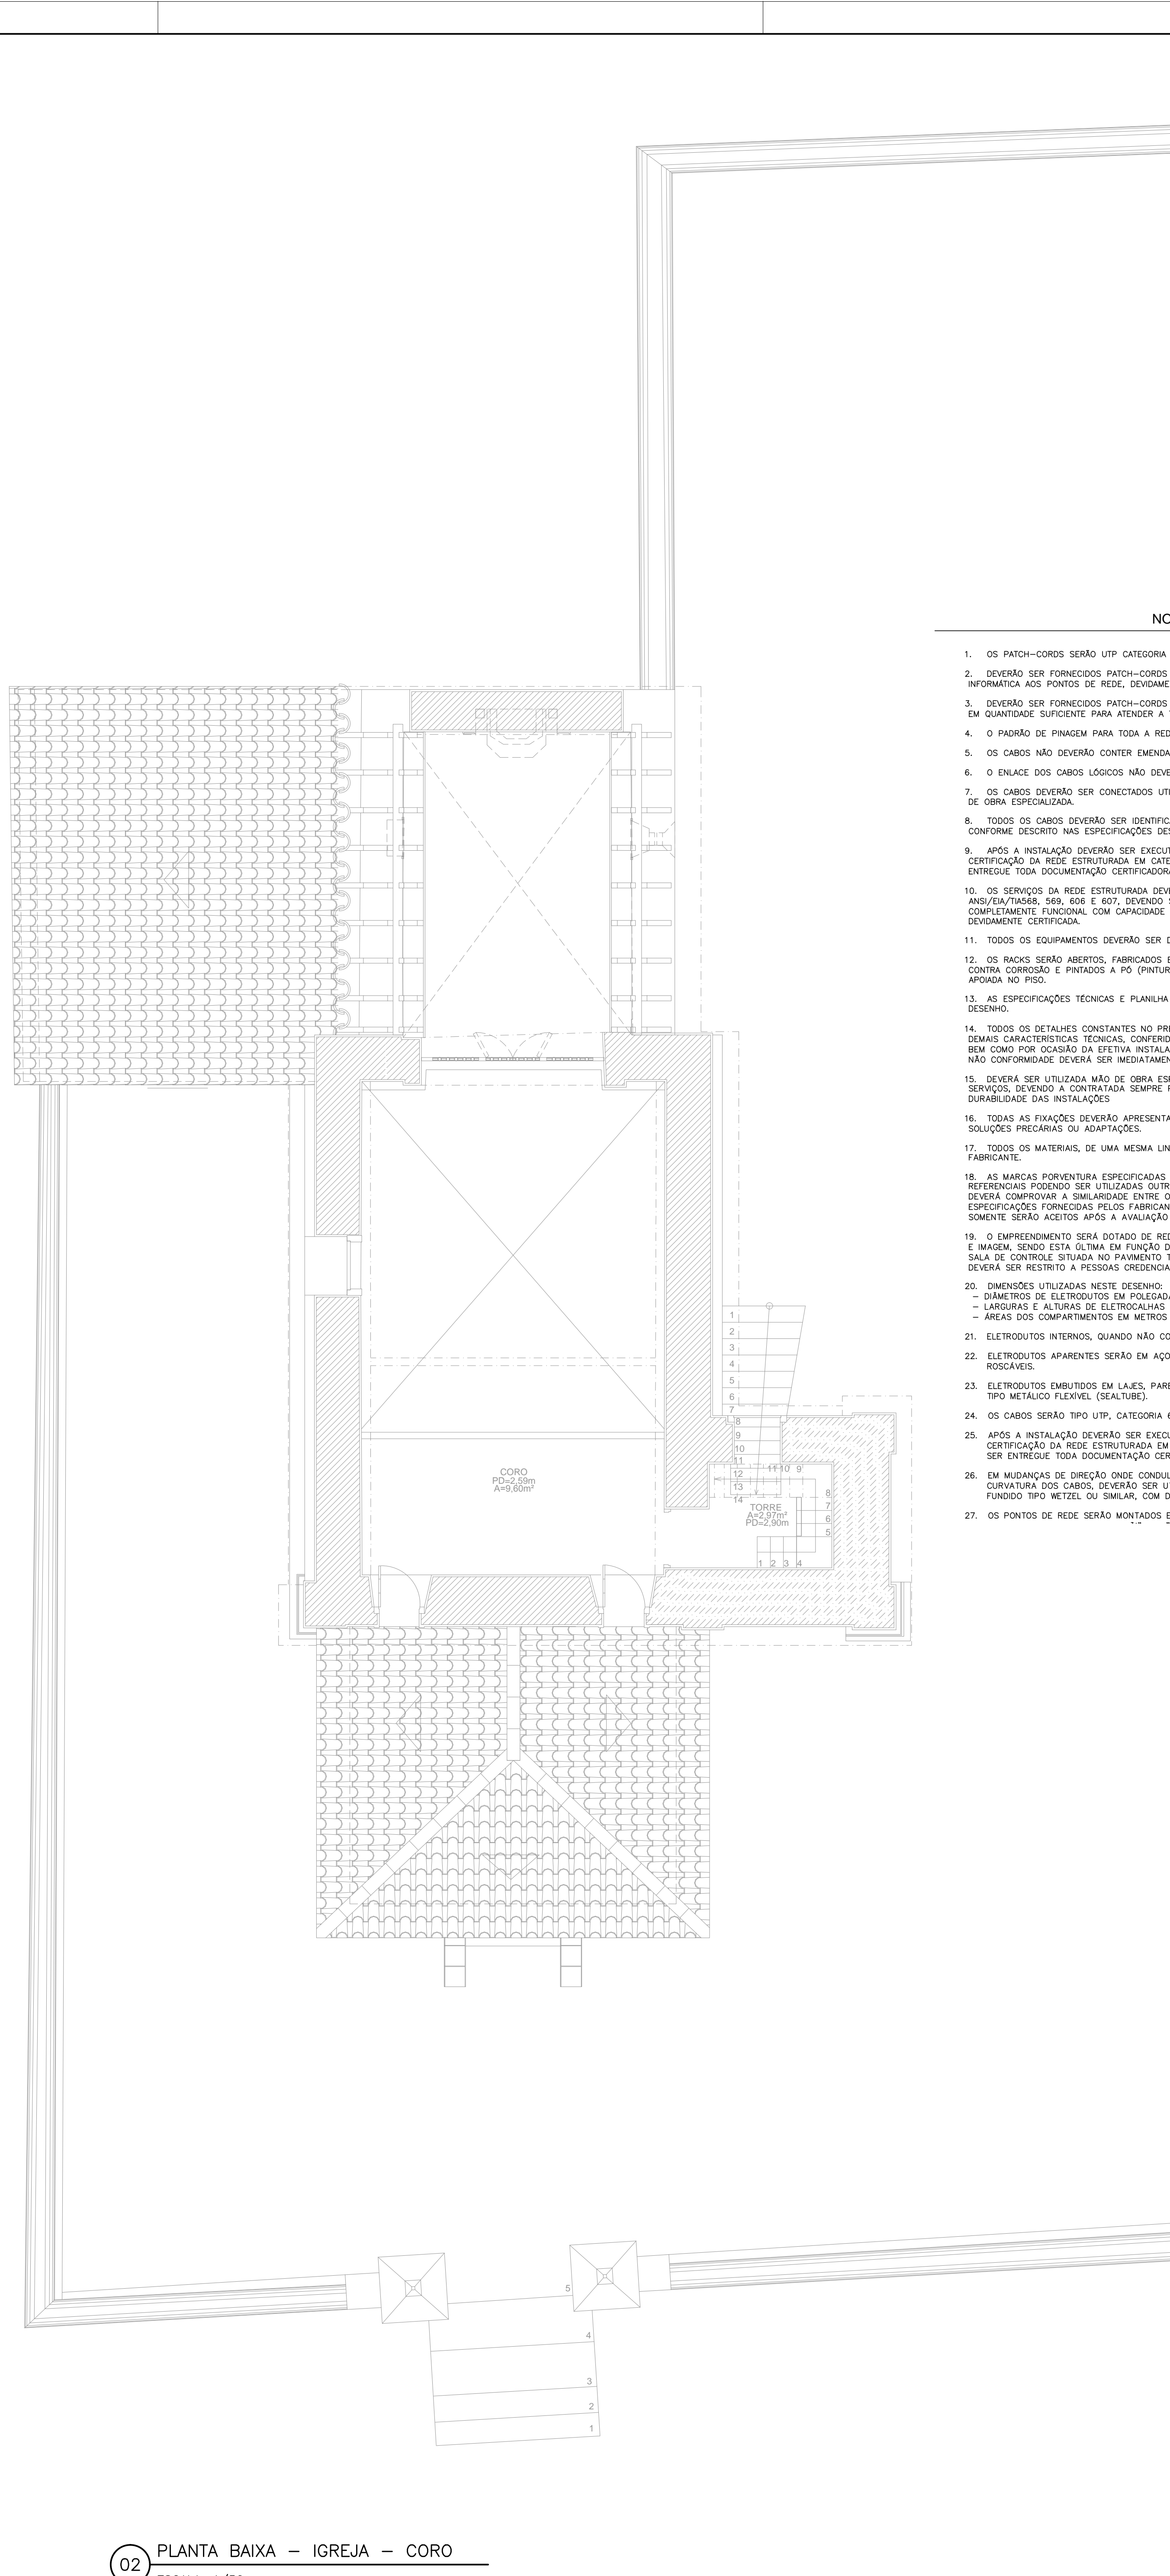 NO
1. OS PATCH-CORDS SERÃO UTP CATEGORIA
2. DEVERÃO SER FORNECIDOS PATCH-CORDS
INFORMÁTICA AOS PONTOS DE REDE, DEVIDAME
3. DEVERÃO SER FORNECIDOS PATCH-CORDS
EM QUANTIDADE SUFICIENTE PARA ATENDER A
4. O PADRÃO DE PINAGEM PARA TODA A RED
5. OS CABOS NÃO DEVERÃO CONTER EMENDA
6. O ENLACE DOS CABOS LÓGICOS NÃO DEVE
7. OS CABOS DEVERÃO SER CONECTADOS UTI
DE OBRA ESPECIALIZADA.
8. TODOS OS CABOS DEVERÃO SER IDENTIFICA
CONFORME DESCRITO NAS ESPECIFICAÇÕES DES
9. APÓS A INSTALAÇÃO DEVERÃO SER EXECUT
CERTIFICAÇÃO DA REDE ESTRUTURADA EM CATE
ENTREGUE TODA DOCUMENTAÇÃO CERTIFICADORA
10. OS SERVIÇOS DA REDE ESTRUTURADA DEVE
ANSI/EIA/TIA568, 569, 606 E 607, DEVENDO S
COMPLETAMENTE FUNCIONAL COM CAPACIDADE
DEVIDAMENTE CERTIFICADA.
11. TODOS OS EQUIPAMENTOS DEVERÃO SER D
12. OS RACKS SERÃO ABERTOS, FABRICADOS E
CONTRA CORROSÃO E PINTADOS A PÓ (PINTUR
APOIADA NO PISO.
13. AS ESPECIFICAÇÕES TÉCNICAS E PLANILHA
DESENHO.
14. TODOS OS DETALHES CONSTANTES NO PRE
DEMAIS CARACTERÍSTICAS TÉCNICAS, CONFERID
BEM COMO POR OCASIÃO DA EFETIVA INSTALA
NÃO CONFORMIDADE DEVERÁ SER IMEDIATAMEN
15. DEVERÁ SER UTILIZADA MÃO DE OBRA ESP
SERVIÇOS, DEVENDO A CONTRATADA SEMPRE P
DURABILIDADE DAS INSTALAÇÕES
16. TODAS AS FIXAÇÕES DEVERÃO APRESENTA
SOLUÇÕES PRECÁRIAS OU ADAPTAÇÕES.
17. TODOS OS MATERIAIS, DE UMA MESMA LIN
FABRICANTE.
18. AS MARCAS PORVENTURA ESPECIFICADAS
REFERENCIAIS PODENDO SER UTILIZADAS OUTR
DEVERÁ COMPROVAR A SIMILARIDADE ENTRE O
ESPECIFICAÇÕES FORNECIDAS PELOS FABRICAN
SOMENTE SERÃO ACEITOS APÓS A AVALIAÇÃO
19. O EMPREENDIMENTO SERÁ DOTADO DE RED
E IMAGEM, SENDO ESTA ÚLTIMA EM FUNÇÃO D
SALA DE CONTROLE SITUADA NO PAVIMENTO T
DEVERÁ SER RESTRITO A PESSOAS CREDENCIA
20. DIMENSÕES UTILIZADAS NESTE DESENHO:
– DIÂMETROS DE ELETRODUTOS EM POLEGADA
– LARGURAS E ALTURAS DE ELETROCALHAS
– ÁREAS DOS COMPARTIMENTOS EM METROS
21. ELETRODUTOS INTERNOS, QUANDO NÃO CO
22. ELETRODUTOS APARENTES SERÃO EM AÇO
ROSCÁVEIS.
23. ELETRODUTOS EMBUTIDOS EM LAJES, PARE
TIPO METÁLICO FLEXÍVEL (SEALTUBE).
24. OS CABOS SERÃO TIPO UTP, CATEGORIA 6
25. APÓS A INSTALAÇÃO DEVERÃO SER EXECU
CERTIFICAÇÃO DA REDE ESTRUTURADA EM
SER ENTREGUE TODA DOCUMENTAÇÃO CER
26. EM MUDANÇAS DE DIREÇÃO ONDE CONDUL
CURVATURA DOS CABOS, DEVERÃO SER UT
FUNDIDO TIPO WETZEL OU SIMILAR, COM D
27. OS PONTOS DE REDE SERÃO MONTADOS E
1
2
3
4
5
6
7
8
9
10
11
12
13
14
11 10 9
8
7
6
5
1 2 3 4
CORO
PD=2,59m
A=9,60m²
TORRE
A=2,97m²
PD=2,90m
5
4
3
2
1
02
PLANTA BAIXA – IGREJA – CORO